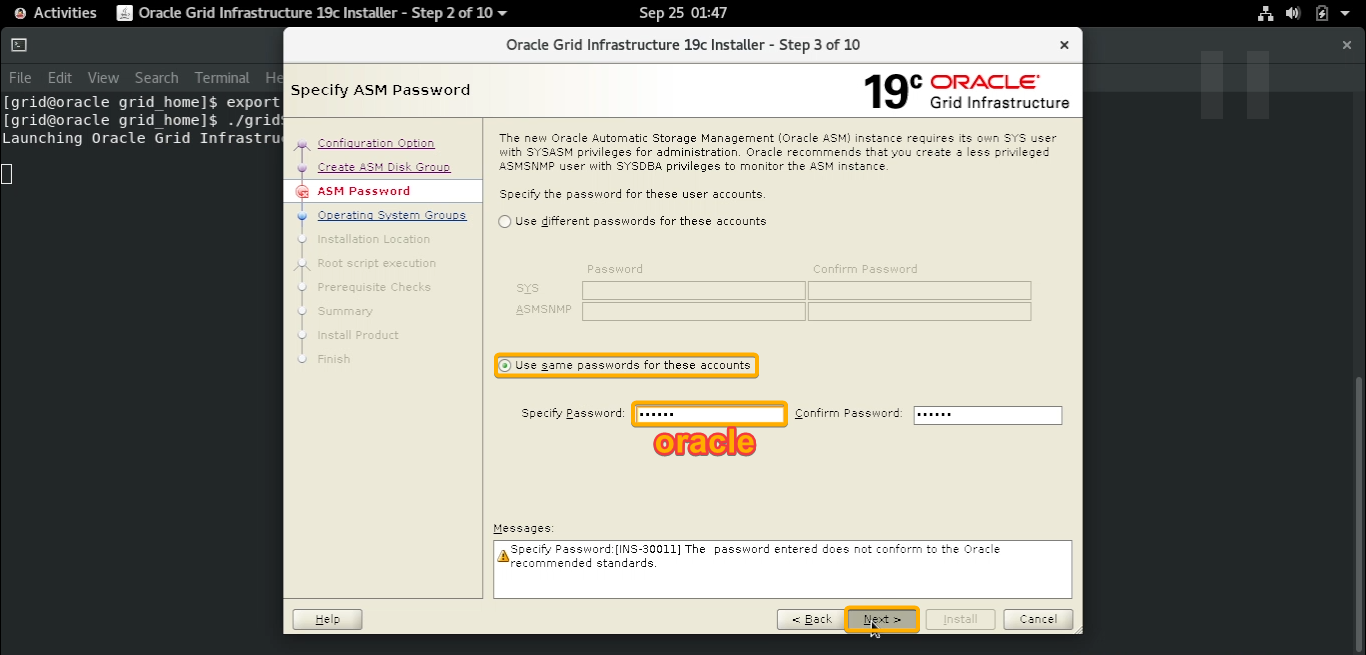 Activities
Oracle Grid Infrastructure 19c Installer - Step 2 of 10
Sep 25 01:47
Oracle Grid Infrastructure 19c Installer - Step 3 of 10
File Edit View Search Terminal He
[grid@oracle grid_home]$ export
[grid@oracle grid_home]$ ./grid
Launching Oracle Grid Infrastru
Specify ASM Password
19c ORACLE
Grid Infrastructure
Configuration Option
Create ASM Disk Group
ASM Password
Operating System Groups
Installation Location
Root script execution
Prerequisite Checks
Summary
Install Product
Finish
The new Oracle Automatic Storage Management (Oracle ASM) instance requires its own SYS user
with SYSASM privileges for administration. Oracle recommends that you create a less privileged
ASMSNMP user with SYSDBA privileges to monitor the ASM instance.
Specify the password for these user accounts.
Use different passwords for these accounts
Password Confirm Password
SYS
ASMSNMP
Use same passwords for these accounts
Specify Password: •••••• Confirm Password: ••••••
oracle
Messages:
Specify Password:[INS-30011] The password entered does not conform to the Oracle
recommended standards.
Help
< Back
Next >
Install
Cancel